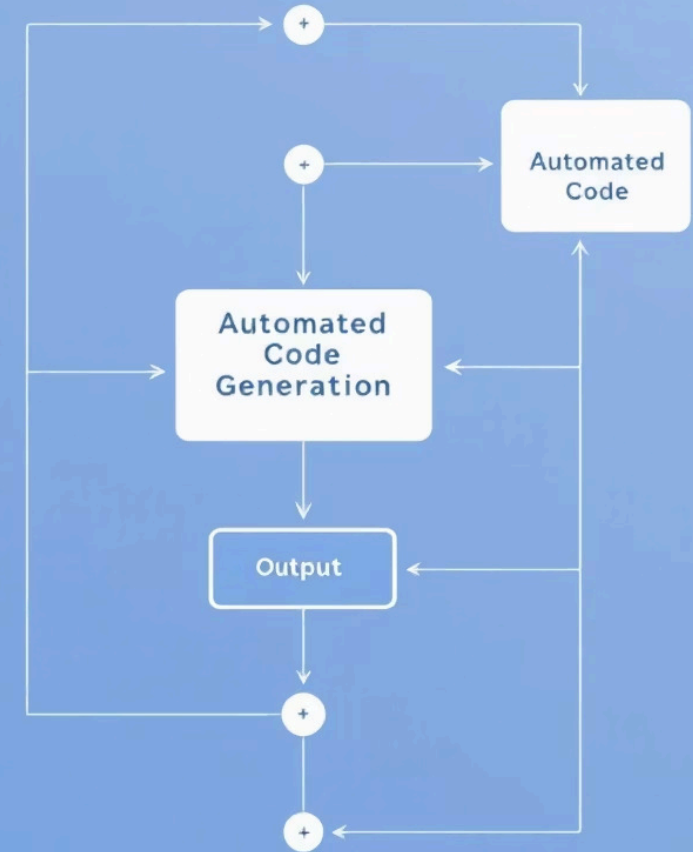 +
+
Automated
Code
Automated
Code
Generation
Output
+
+